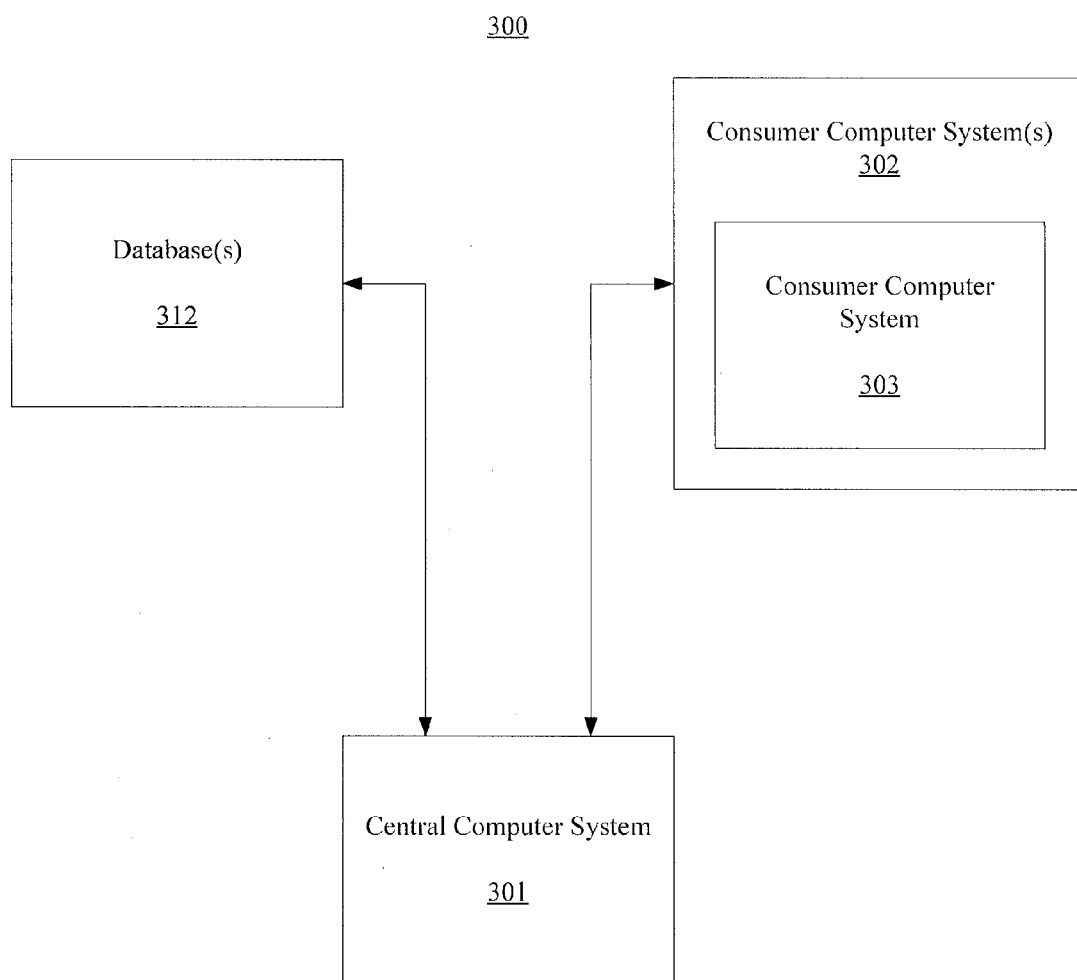 300
Consumer Computer System(s)
302
Database(s)
312
Consumer Computer
System
303
Central Computer System
301